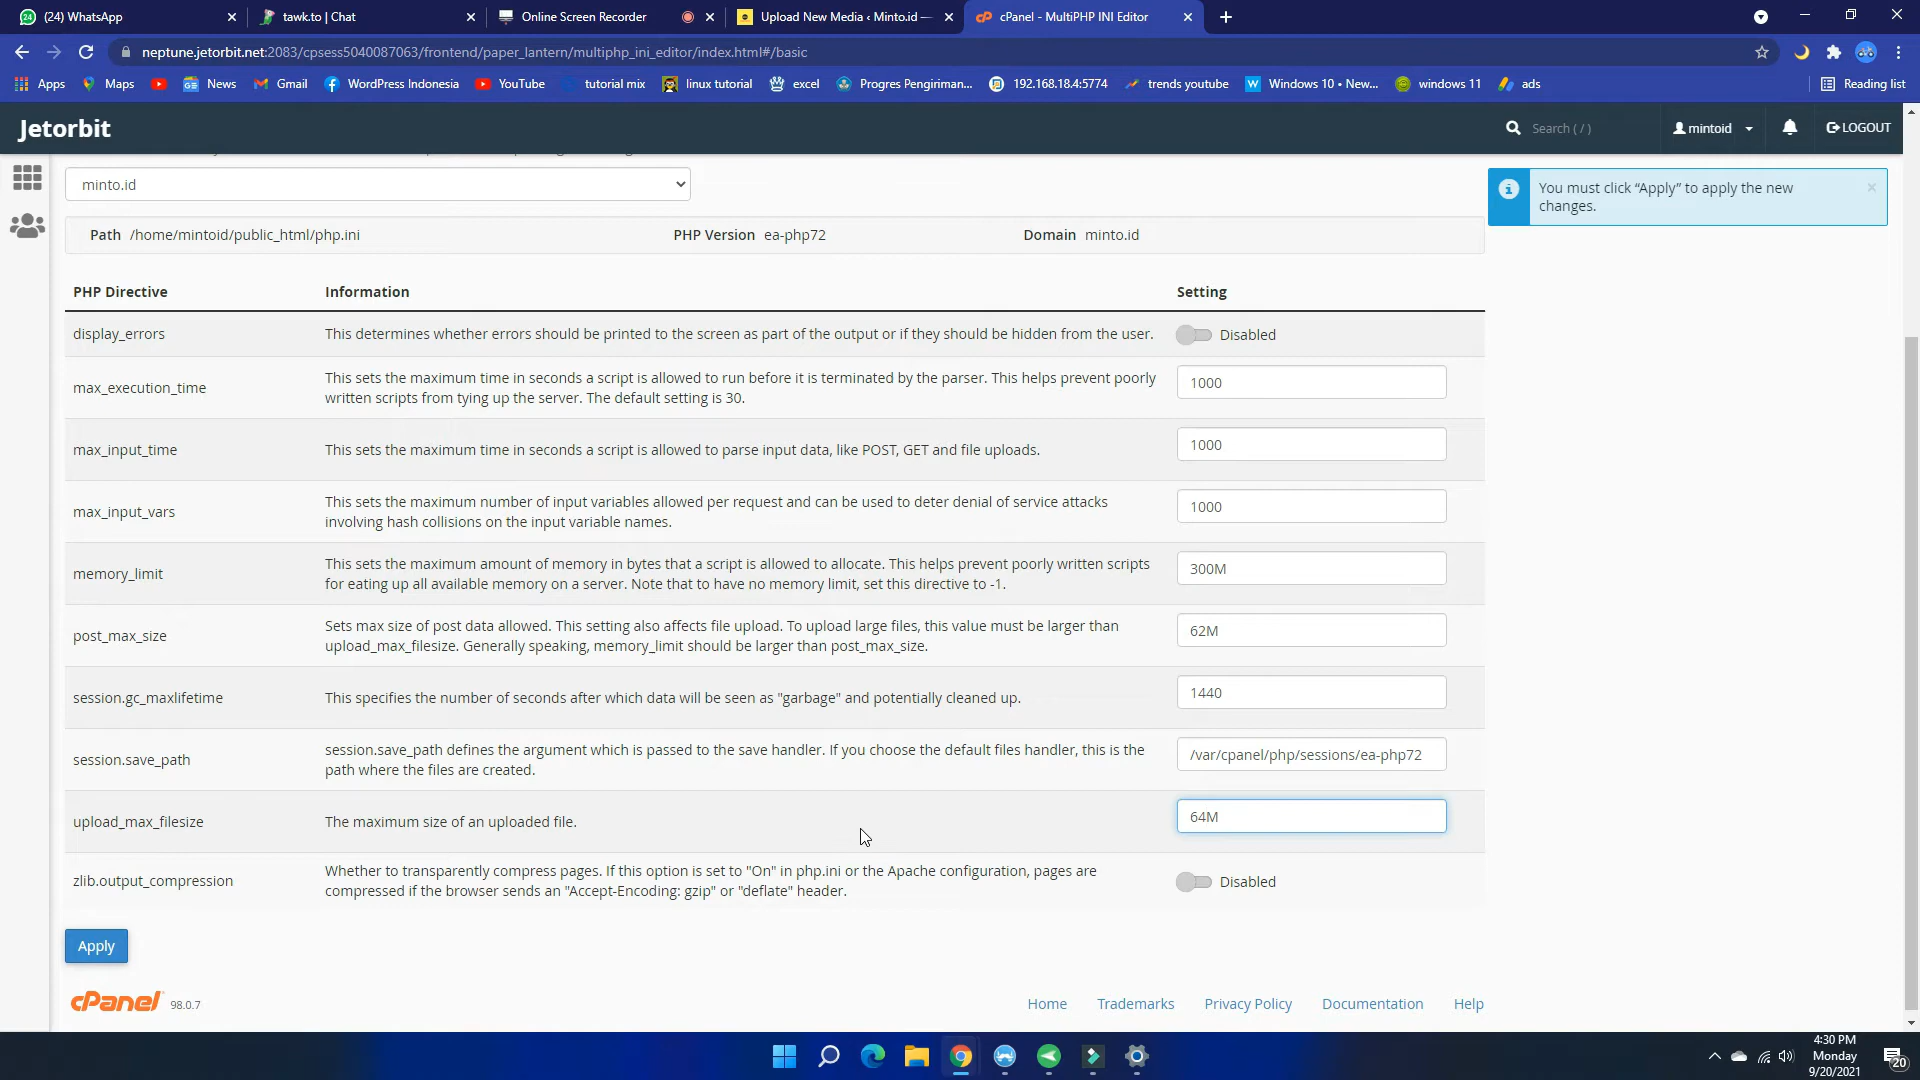 (24) WhatsApp
tawk.to | Chat
Online Screen Recorder
Upload New Media ‹ Minto.id —
cPanel - MultiPHP INI Editor
neptune.jetorbit.net:2083/cpsess5040087063/frontend/paper_lantern/multiphp_ini_editor/index.html#/basic
Apps Maps News Gmail WordPress Indonesia YouTube tutorial mix linux tutorial excel Progres Pengiriman... 192.168.18.4:5774 trends youtube Windows 10 • New... windows 11 ads Reading list
Jetorbit
Search ( / )
mintoid
LOGOUT
minto.id
You must click “Apply” to apply the new
changes.
Path /home/mintoid/public_html/php.ini PHP Version ea-php72 Domain minto.id
PHP Directive Information Setting
display_errors This determines whether errors should be printed to the screen as part of the output or if they should be hidden from the user. Disabled
max_execution_time This sets the maximum time in seconds a script is allowed to run before it is terminated by the parser. This helps prevent poorly
written scripts from tying up the server. The default setting is 30. 1000
max_input_time This sets the maximum time in seconds a script is allowed to parse input data, like POST, GET and file uploads. 1000
max_input_vars This sets the maximum number of input variables allowed per request and can be used to deter denial of service attacks
involving hash collisions on the input variable names. 1000
memory_limit This sets the maximum amount of memory in bytes that a script is allowed to allocate. This helps prevent poorly written scripts
for eating up all available memory on a server. Note that to have no memory limit, set this directive to -1. 300M
post_max_size Sets max size of post data allowed. This setting also affects file upload. To upload large files, this value must be larger than
upload_max_filesize. Generally speaking, memory_limit should be larger than post_max_size. 62M
session.gc_maxlifetime This specifies the number of seconds after which data will be seen as "garbage" and potentially cleaned up. 1440
session.save_path session.save_path defines the argument which is passed to the save handler. If you choose the default files handler, this is the
path where the files are created. /var/cpanel/php/sessions/ea-php72
upload_max_filesize The maximum size of an uploaded file. 64M
zlib.output_compression Whether to transparently compress pages. If this option is set to "On" in php.ini or the Apache configuration, pages are
compressed if the browser sends an "Accept-Encoding: gzip" or "deflate" header. Disabled
Apply
cPanel 98.0.7
Home Trademarks Privacy Policy Documentation Help
4:30 PM
Monday
9/20/2021
20